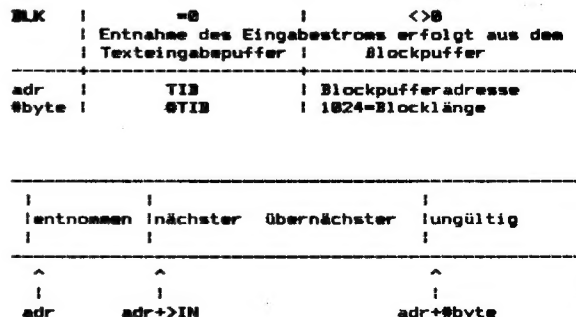 BLK | =0 | <>0
| Entnahme des Eingabestroms erfolgt aus dem
| Texteingabepuffer | Blockpuffer
adr | TIB | Blockpufferadresse
#byte | #TIB | 1024=Blocklänge
|entnommen |nächster übernächster |ungültig
^ ^ ^
adr adr+>IN adr+#byte